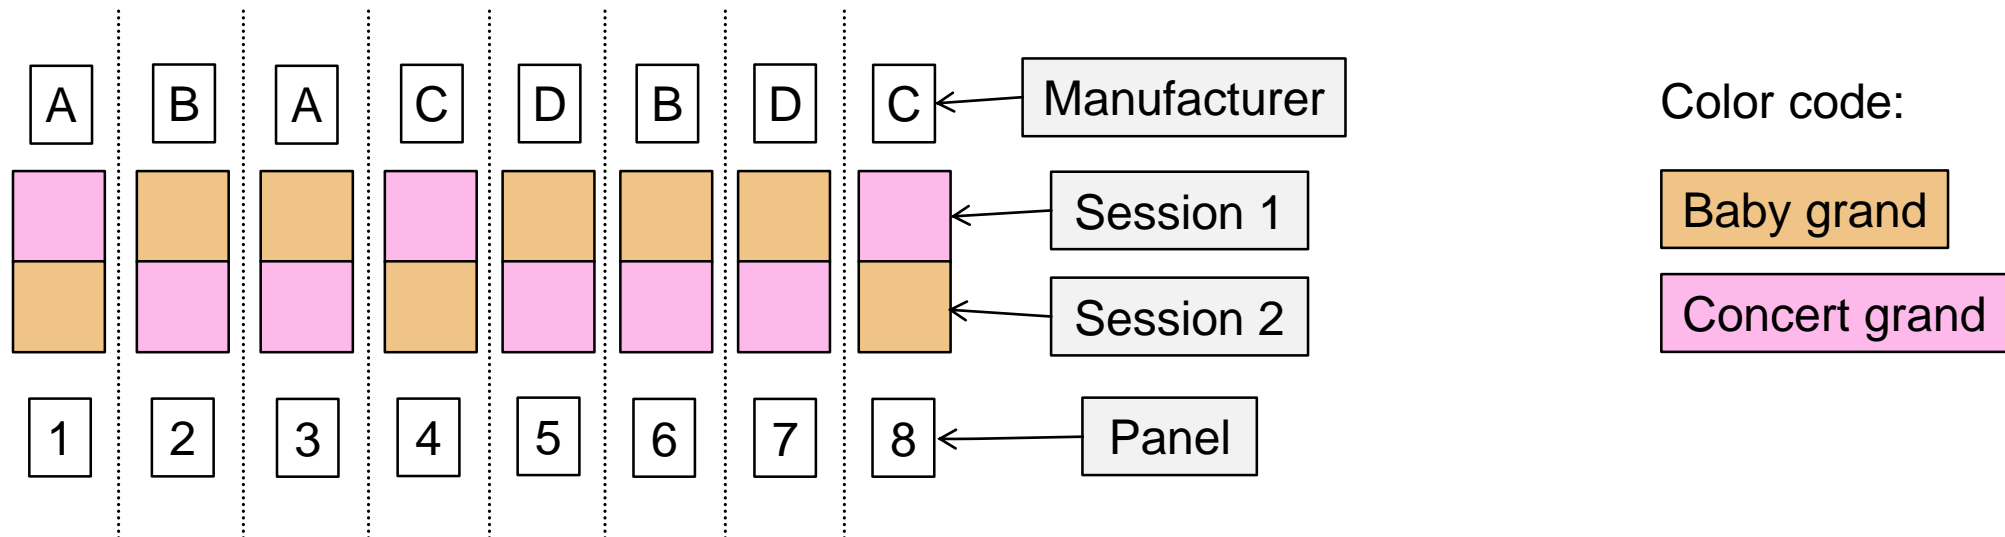 A B A C D B D C Manufacturer
Color code:
Session 1
Baby grand
Session 2
Concert grand
1 2 3 4 5 6 7 8 Panel